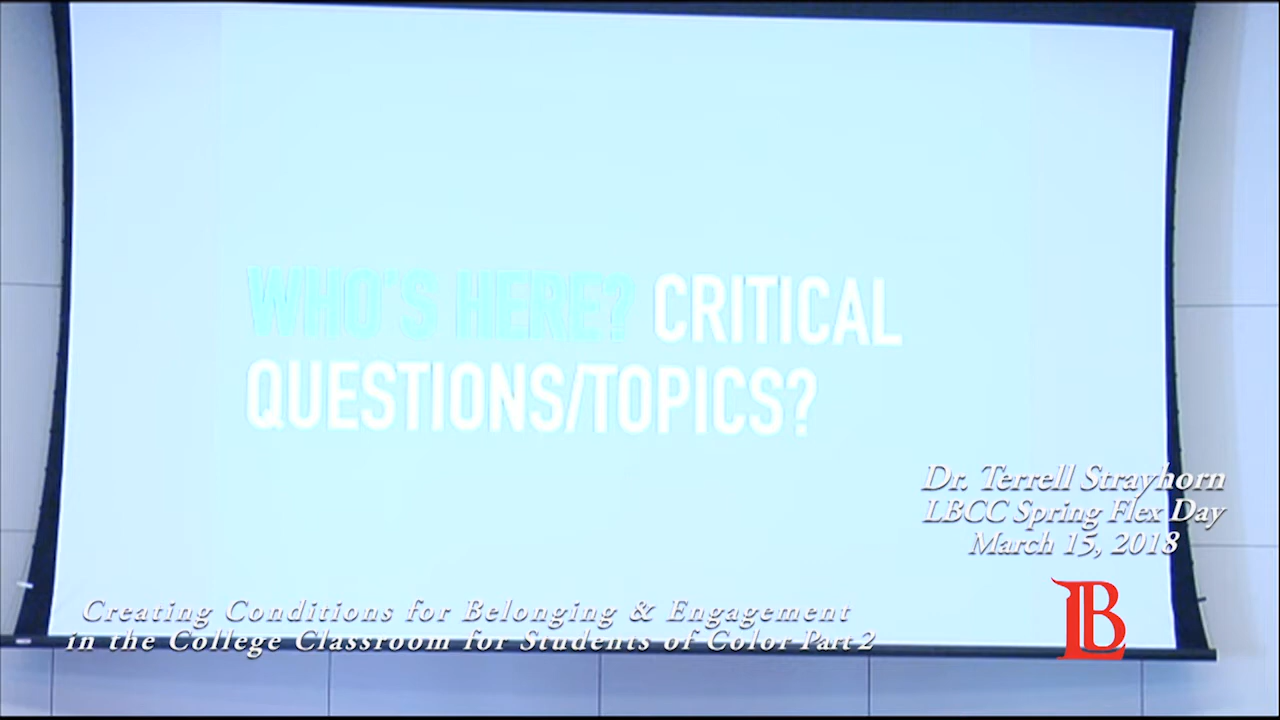 WHO'S HERE? CRITICAL
QUESTIONS/TOPICS?
Dr. Terrell Strayhorn
LBCC Spring Flex Day
March 15, 2018
Creating Conditions for Belonging & Engagement
in the College Classroom for Students of Color Part 2
LB